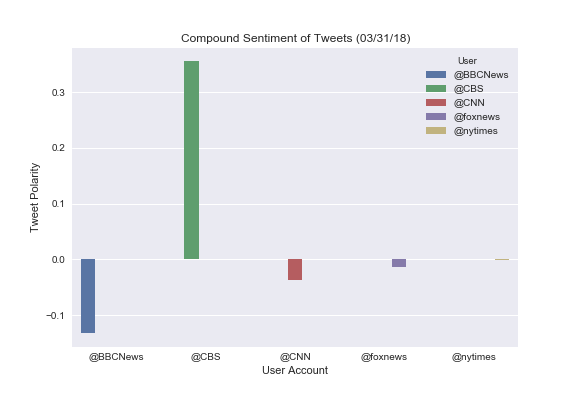 Compound Sentiment of Tweets (03/31/18)
User
@BBCNews
@CBS
@CNN
@foxnews
@nytimes
Tweet Polarity
0.3
0.2
0.1
0.0
−0.1
@BBCNews @CBS @CNN @foxnews @nytimes
User Account